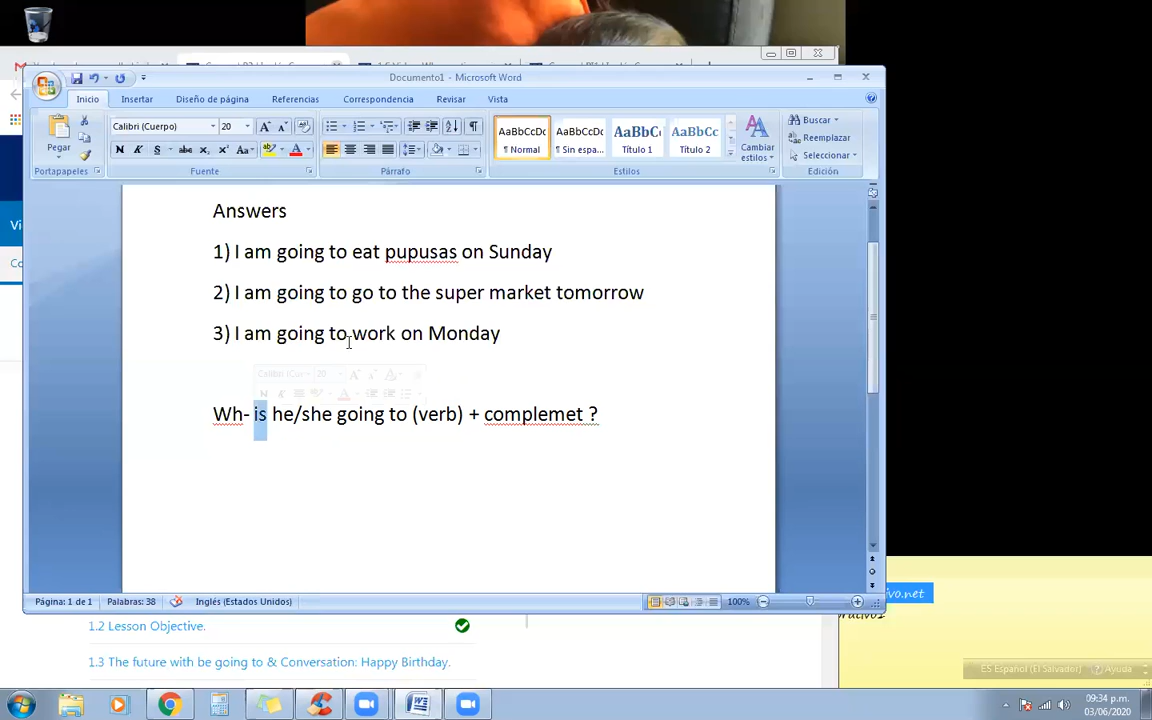 Documento1 - Microsoft Word
Inicio Insertar Diseño de página Referencias Correspondencia Revisar Vista
Calibri (Cuerpo) 20
AaBbCcDc AaBbCcDc AaBbC AaBbCc
Pegar
¶ Normal ¶ Sin espa... Título 1 Título 2
Cambiar estilos
Buscar
Reemplazar
Seleccionar
Portapapeles Fuente Párrafo Estilos Edición
Answers
1) I am going to eat pupusas on Sunday
2) I am going to go to the super market tomorrow
3) I am going to work on Monday
Wh- is he/she going to (verb) + complemet ?
Página: 1 de 1 Palabras: 38 Inglés (Estados Unidos) 100%
1.2 Lesson Objective.
1.3 The future with be going to & Conversation: Happy Birthday.
ES Español (El Salvador) Ayuda
09:34 p.m.
03/06/2020